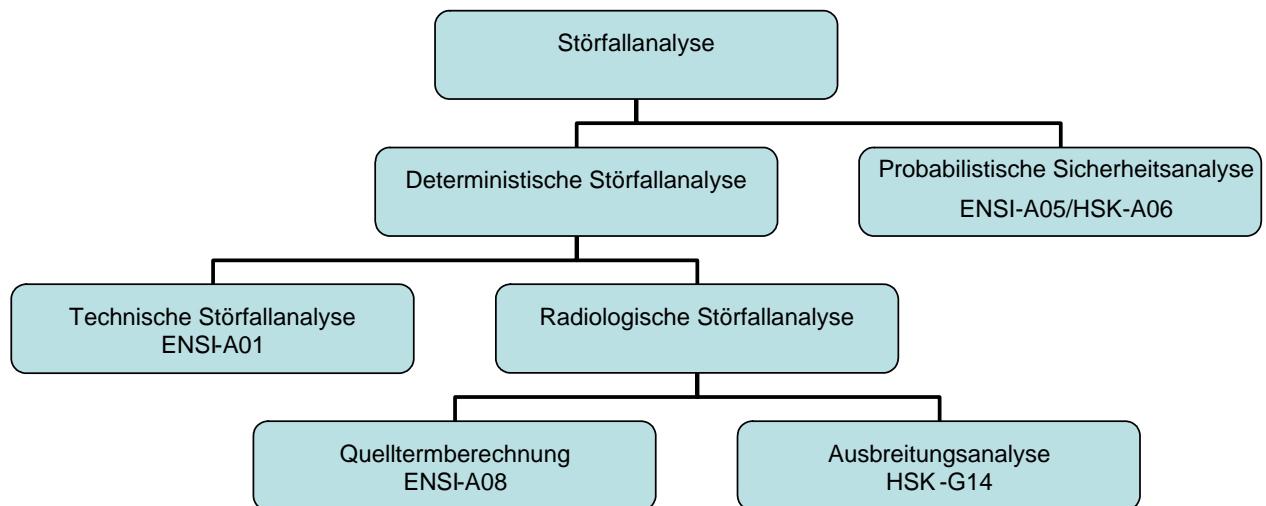 Störfallanalyse
Deterministische Störfallanalyse
Probabilistische Sicherheitsanalyse
ENSI-A05/HSK-A06
Technische Störfallanalyse
ENSI-A01
Radiologische Störfallanalyse
Quelltermberechnung
ENSI-A08
Ausbreitungsanalyse
HSK-G14